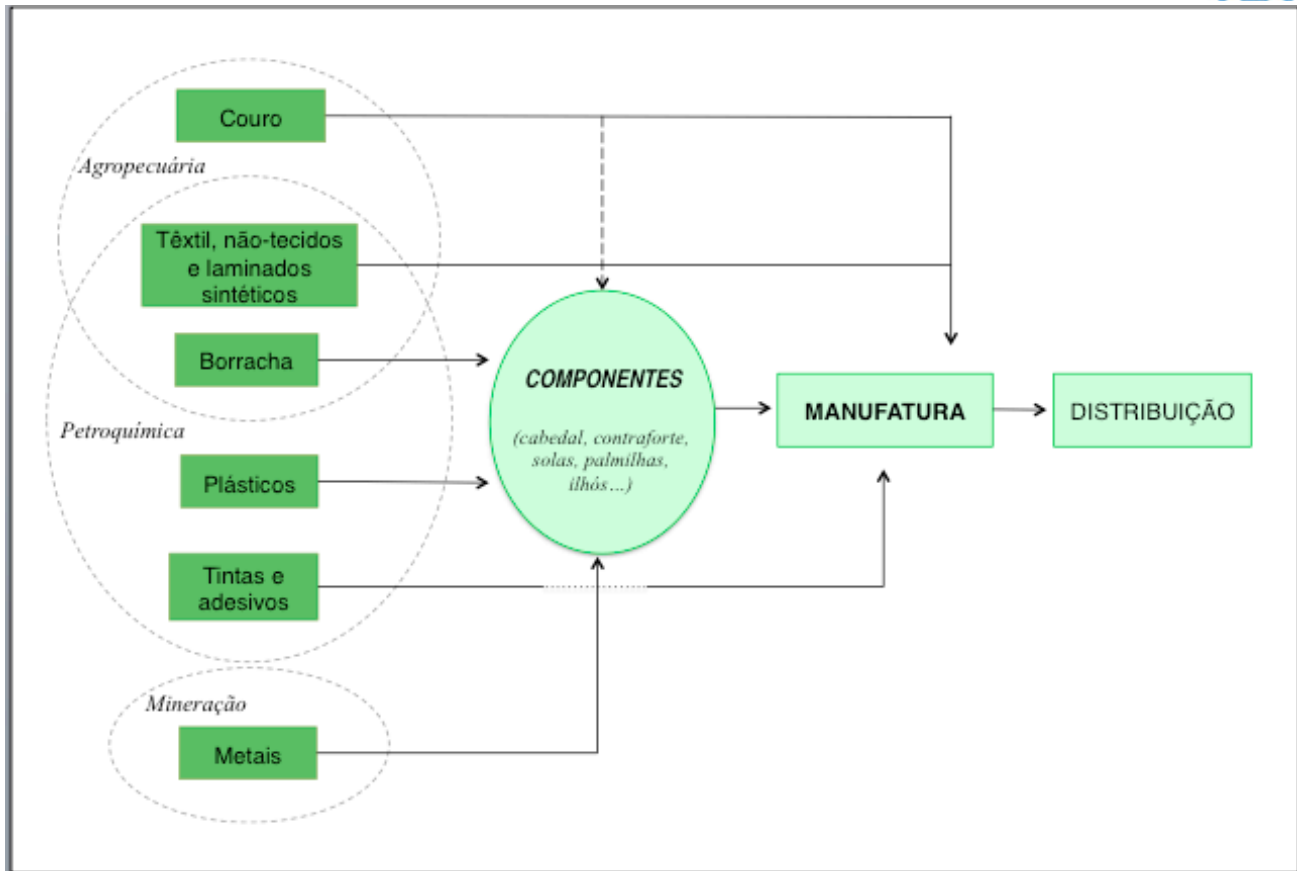 Couro
Agropecuária
Têxtil, não-tecidos
e laminados
sintéticos
Borracha
COMPONENTES
(cabedal, contraforte,
solas, palmilhas,
ilhós...)
MANUFATURA
DISTRIBUIÇÃO
Petroquímica
Plásticos
Tintas e
adesivos
Mineração
Metais